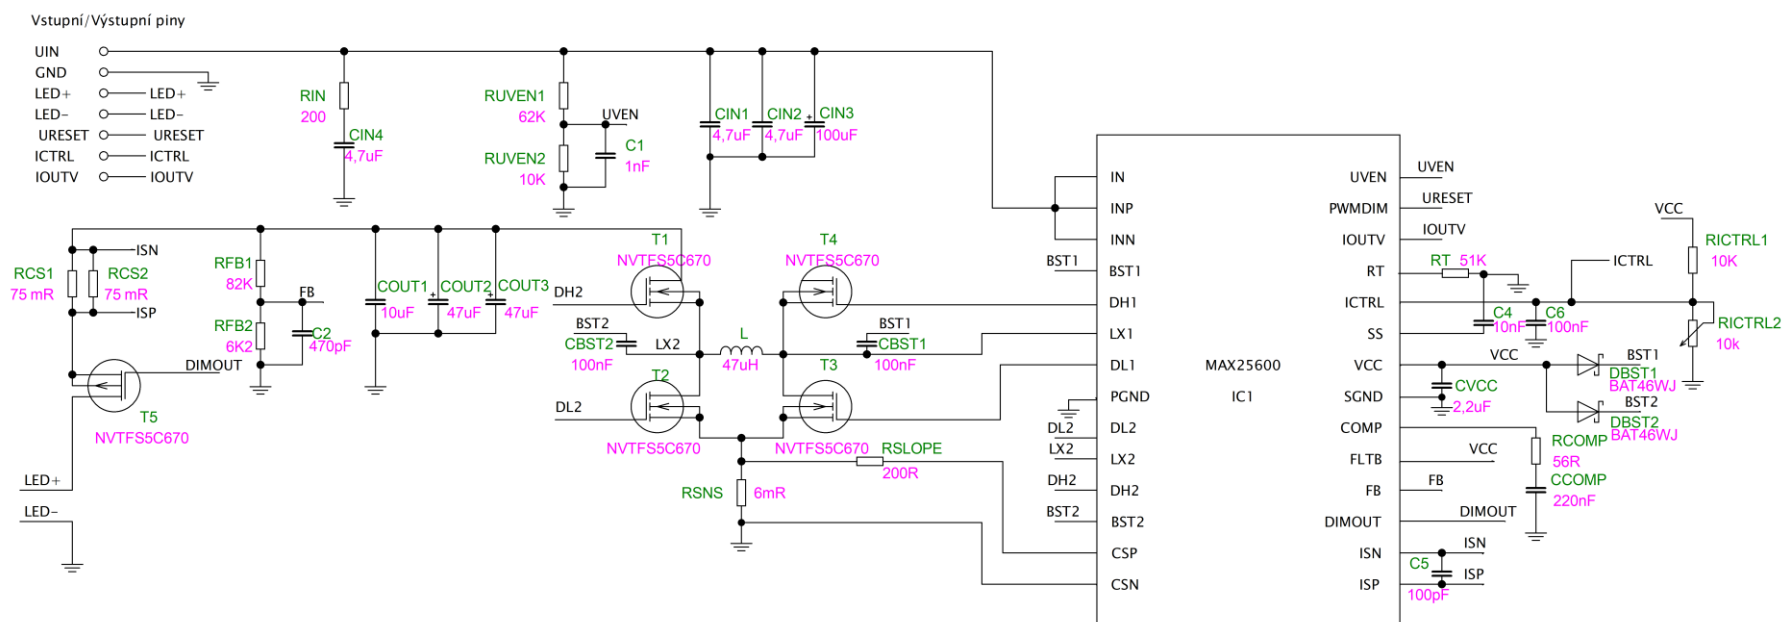 Vstupní/Výstupní piny
UIN
GND
LED+ LED+
LED- LED-
URESET URESET
ICTRL ICTRL
IOUTV IOUTV
RIN
200
CIN4
4,7uF
RUVEN1
62K
UVEN
RUVEN2
10K
C1
1nF
CIN1
4,7uF
CIN2
4,7uF
CIN3
+
100uF
ISN
RCS1
75 mR
RCS2
75 mR
ISP
RFB1
82K
FB
RFB2
6K2
C2
470pF
DIMOUT
T5
NVTFS5C670
LED+
LED-
COUT1
10uF
COUT2
+
47uF
COUT3
+
47uF
T1
NVTFS5C670
DH2
BST2
CBST2
100nF
LX2
L
47uH
T4
NVTFS5C670
BST1
CBST1
100nF
T2
DL2
NVTFS5C670
T3
NVTFS5C670
RSLOPE
200R
RSNS
6mR
BST1
DL2
LX2
DH2
BST2
IN
INP
INN
BST1
DH1
LX1
DL1
PGND
DL2
LX2
DH2
BST2
CSP
CSN
MAX25600
IC1
UVEN
PWMDIM
IOUTV
RT
ICTRL
SS
VCC
SGND
COMP
FLTB
FB
DIMOUT
ISN
ISP
UVEN
URESET
IOUTV
RT 51K
ICTRL
C4
10nF
C6
100nF
VCC
RICTRL1
10K
RICTRL2
10k
VCC
CVCC
2,2uF
BST1
DBST1
BAT46WJ
BST2
DBST2
BAT46WJ
RCOMP
56R
CCOMP
220nF
VCC
FB
DIMOUT
ISN
C5
ISP
100pF